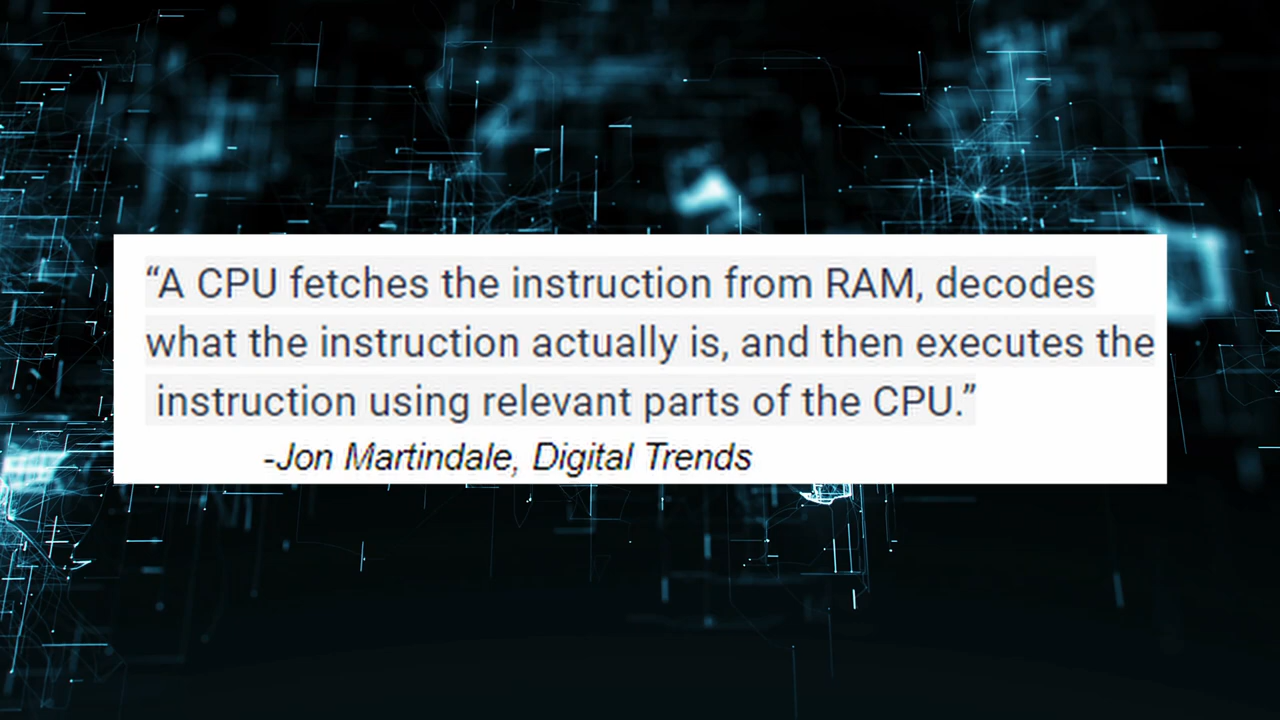 “A CPU fetches the instruction from RAM, decodes
what the instruction actually is, and then executes the
instruction using relevant parts of the CPU.”
-Jon Martindale, Digital Trends